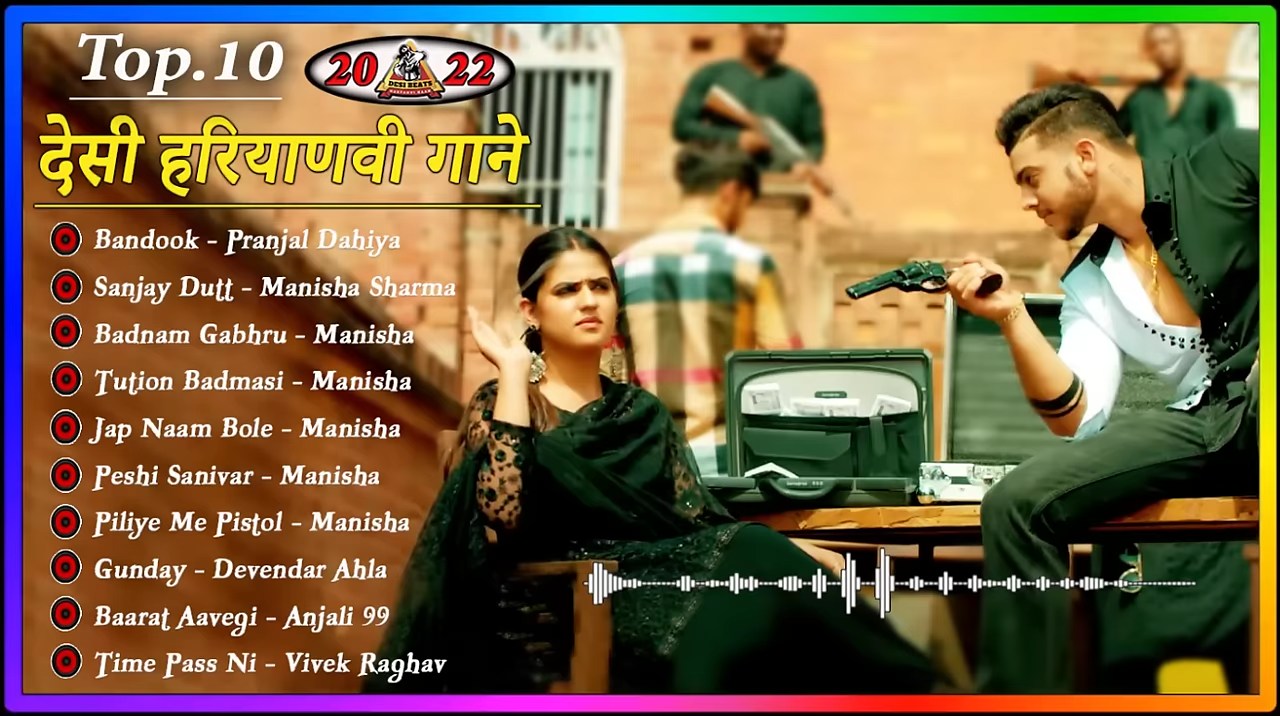 Top.10
20 22
DESI BEATS
देसी हरियाणवी गाने
Bandook - Pranjal Dahiya
Sanjay Dutt - Manisha Sharma
Badnam Gabhru - Manisha
Tution Badmasi - Manisha
Jap Naam Bole - Manisha
Peshi Sanivar - Manisha
Piliye Me Pistol - Manisha
Gunday - Devendar Ahla
Baarat Aavegi - Anjali 99
Time Pass Ni - Vivek Raghav